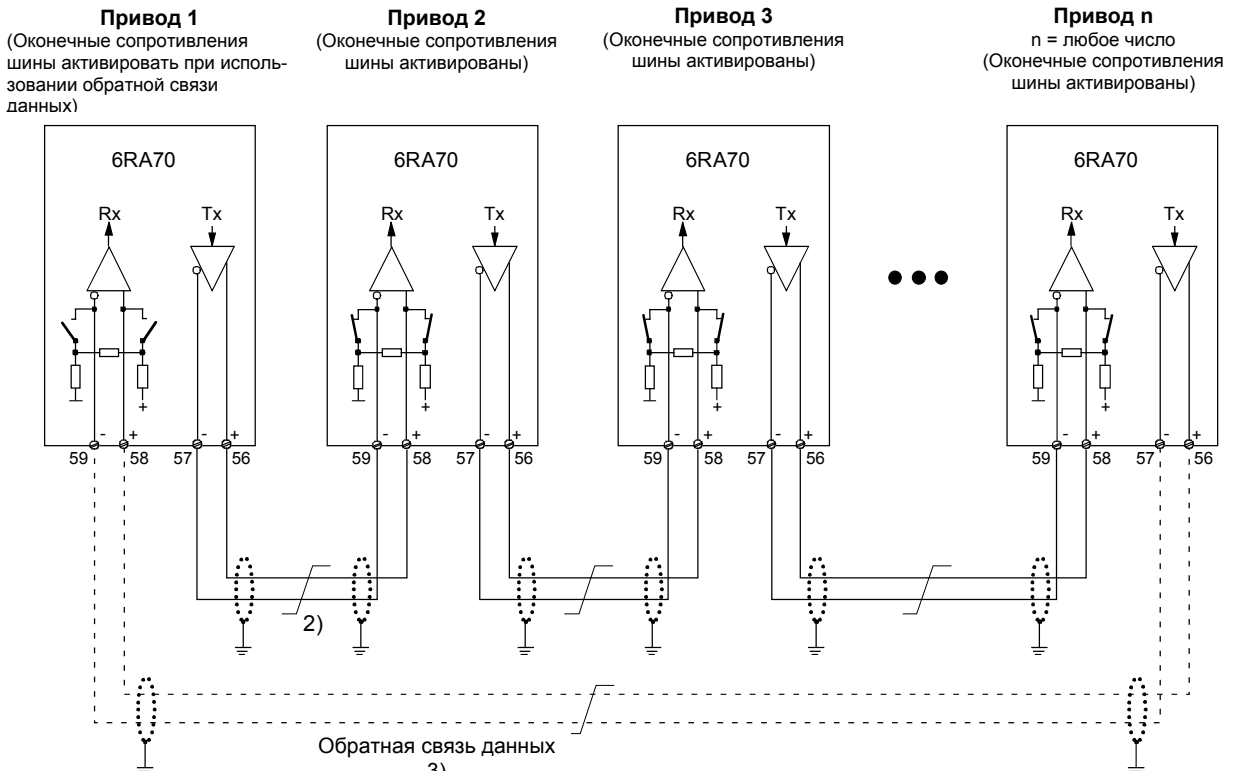 Привод 1
(Оконечные сопротивления
шины активировать при исполь-
зовании обратной связи
данных)
Привод 2
(Оконечные сопротивления
шины активированы)
Привод 3
(Оконечные сопротивления
шины активированы)
Привод n
n = любое число
(Оконечные сопротивления
шины активированы)
6RA70
6RA70
6RA70
6RA70
Rx Tx
Rx Tx
Rx Tx
Rx Tx
+
+
+
+
- + - +
- + - +
- + - +
- + - +
59 58 57 56
59 58 57 56
59 58 57 56
59 58 57 56
2)
Обратная связь данных
3)